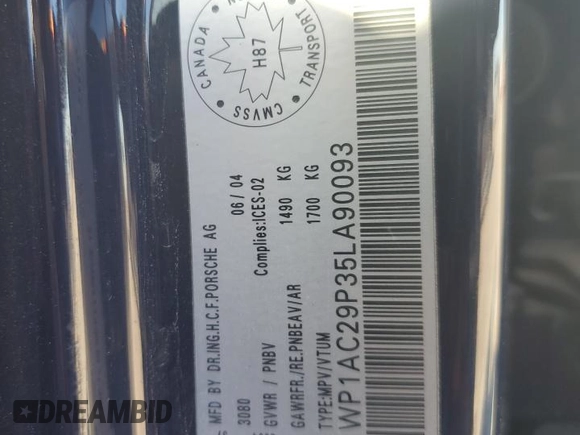 MFD BY DR.ING.H.C.F.PORSCHE AG
06/04
3080
Complies:ICES-02
GVWR / PNBV
1490 KG
GAWRFR./RE.PNBEAV/AR
1700 KG
TYPE:MPV/VTUM
WP1AC29P35LA90093
CANADA
TRANSPORT
CMVSS
H87
DREAMBID